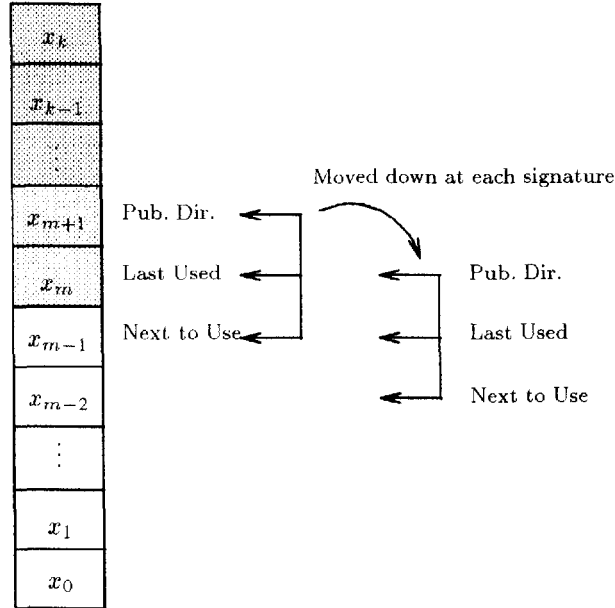 x_k
x_{k-1}
⋮
Moved down at each signature
x_{m+1} Pub. Dir.
x_m Last Used Pub. Dir.
x_{m-1} Next to Use Last Used
x_{m-2} Next to Use
⋮
x_1
x_0